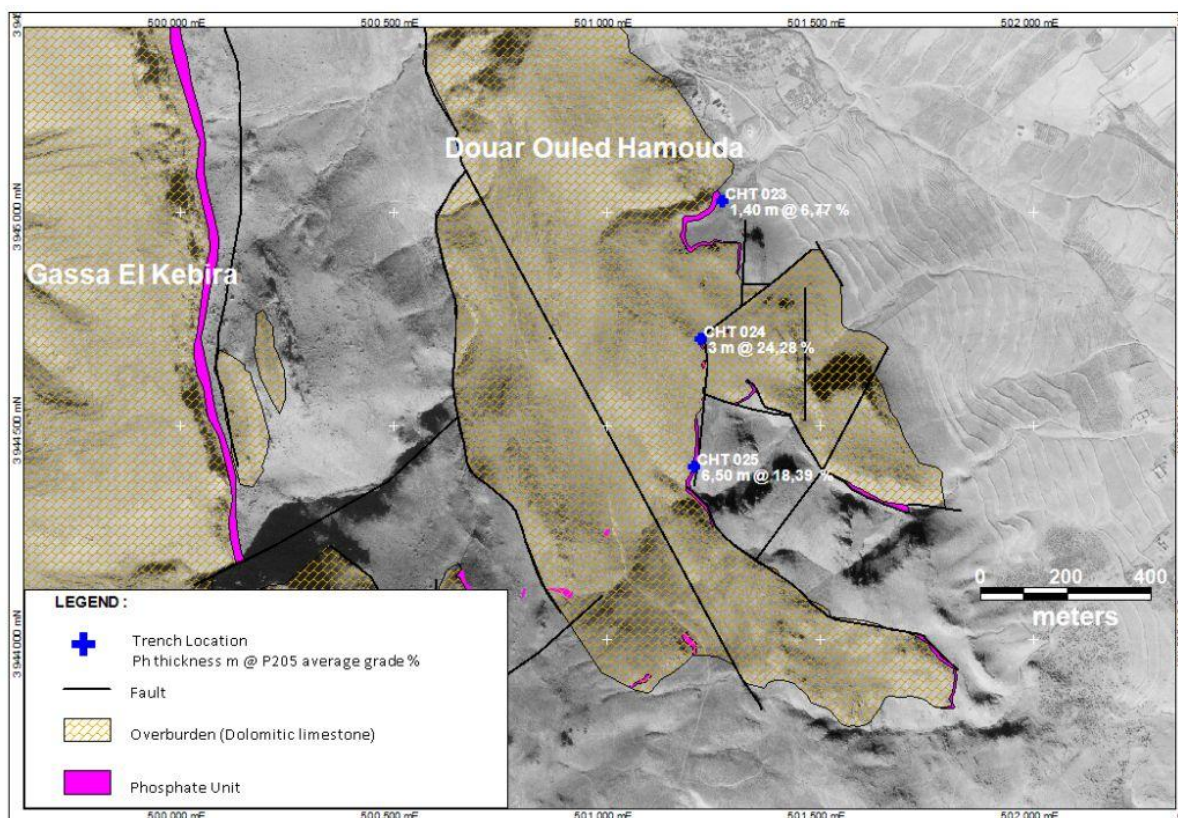 500 000 mE 500 500 mE 501 000 mE 501 500 mE 502 000 mE
3 945 000 mN
3 944 500 mN
3 944 000 mN
Douar Ouled Hamouda
Gassa El Kebira
CHT 023
1,40 m @ 6,77 %
CHT 024
3 m @ 24,28 %
CHT 025
6,50 m @ 18,39 %
0 200 400
meters
LEGEND :
Trench Location
Ph thickness m @ P205 average grade %
Fault
Overburden (Dolomitic limestone)
Phosphate Unit
500 000 mE 500 500 mE 501 000 mE 501 500 mE 502 000 mE